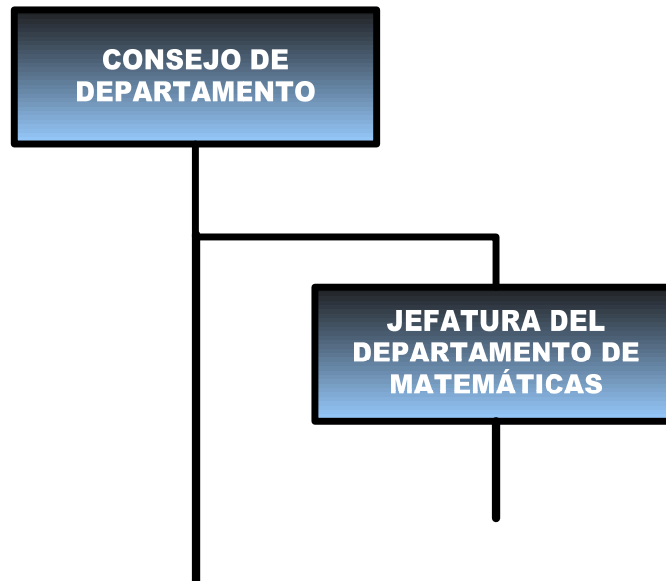 CONSEJO DE
DEPARTAMENTO
JEFATURA DEL
DEPARTAMENTO DE
MATEMÁTICAS